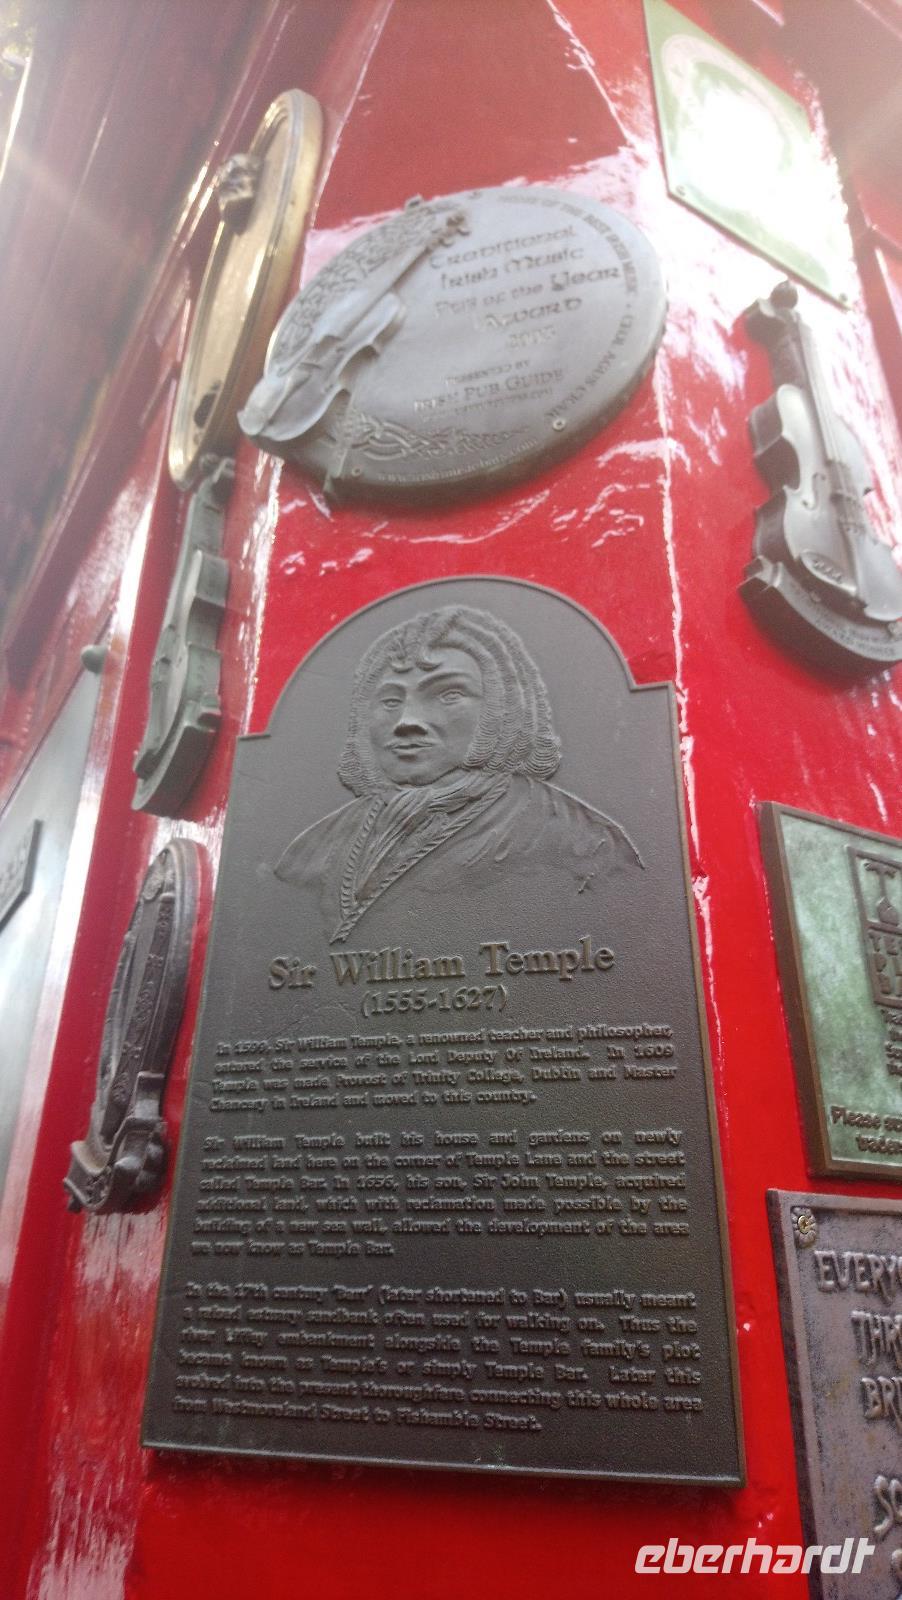 HOME OF THE BEST IRISH MUSIC
Traditional
Irish Music
Pub of the Year
Award
PRESENTED BY
IRISH PUB GUIDE
Sir William Temple
(1555-1627)
In 1599, Sir William Temple, a renowned teacher and philosopher,
entered the service of the Lord Deputy Of Ireland. In 1609
Temple was made Provost of Trinity College, Dublin and Master
Chancery in Ireland and moved to this country.
Sir William Temple built his house and gardens on newly
reclaimed land here on the corner of Temple Lane and the street
called Temple Bar. In 1656, his son, Sir John Temple, acquired
additional land, which with reclamation made possible by the
building of a new sea wall, allowed the development of the area
we now know as Temple Bar.
In the 17th century 'Barr' (later shortened to Bar) usually meant
a raised estuary sandbank often used for walking on. Thus the
river Liffey embankment alongside the Temple family's plot
became known as Temple's or simply Temple Bar. Later this
evolved into the present thoroughfare connecting this whole area
from Westmoreland Street to Fishamble Street.
Please
EVERY
THR
BRI
SO
eberhardt